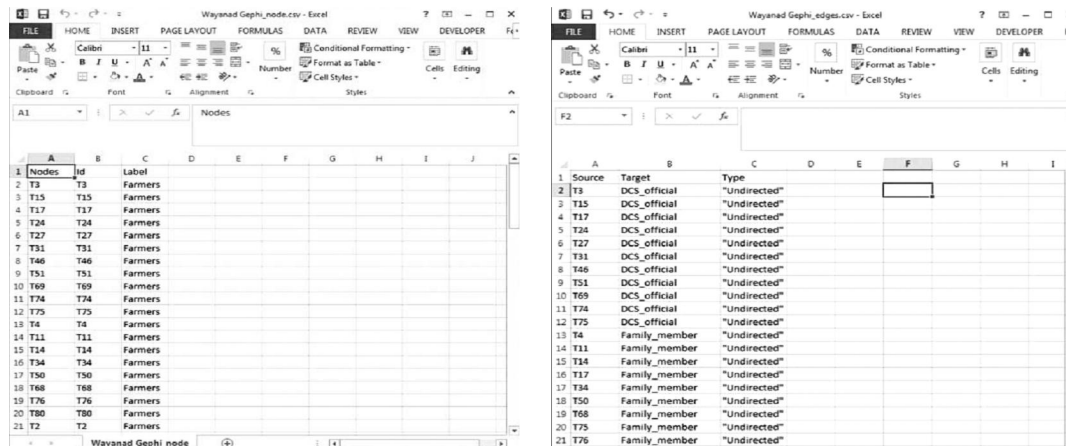 Wayanad Gephi_node.csv - Excel
FILE HOME INSERT PAGE LAYOUT FORMULAS DATA REVIEW VIEW DEVELOPER
Calibri 11
Paste
B I U
Number
Conditional Formatting
Format as Table
Cell Styles
Cells Editing
Clipboard Font Alignment Styles
A1 fx Nodes
A B C D E F G H I J
1 Nodes Id Label
2 T3 T3 Farmers
3 T15 T15 Farmers
4 T17 T17 Farmers
5 T24 T24 Farmers
6 T27 T27 Farmers
7 T31 T31 Farmers
8 T46 T46 Farmers
9 T51 T51 Farmers
10 T69 T69 Farmers
11 T74 T74 Farmers
12 T75 T75 Farmers
13 T4 T4 Farmers
14 T11 T11 Farmers
15 T14 T14 Farmers
16 T34 T34 Farmers
17 T50 T50 Farmers
18 T68 T68 Farmers
19 T76 T76 Farmers
20 T80 T80 Farmers
21 T2 T2 Farmers
Wayanad Gephi_node
Wayanad Gephi_edges.csv - Excel
FILE HOME INSERT PAGE LAYOUT FORMULAS DATA REVIEW VIEW DEVELOPER
Calibri 11
Paste
B I U
% Number
Conditional Formatting
Format as Table
Cell Styles
Cells Editing
Clipboard Font Alignment Styles
F2 fx
A B C D E F G H I
1 Source Target Type
2 T3 DCS_official "Undirected"
3 T15 DCS_official "Undirected"
4 T17 DCS_official "Undirected"
5 T24 DCS_official "Undirected"
6 T27 DCS_official "Undirected"
7 T31 DCS_official "Undirected"
8 T46 DCS_official "Undirected"
9 T51 DCS_official "Undirected"
10 T69 DCS_official "Undirected"
11 T74 DCS_official "Undirected"
12 T75 DCS_official "Undirected"
13 T4 Family_member "Undirected"
14 T11 Family_member "Undirected"
15 T14 Family_member "Undirected"
16 T17 Family_member "Undirected"
17 T34 Family_member "Undirected"
18 T50 Family_member "Undirected"
19 T68 Family_member "Undirected"
20 T75 Family_member "Undirected"
21 T76 Family_member "Undirected"